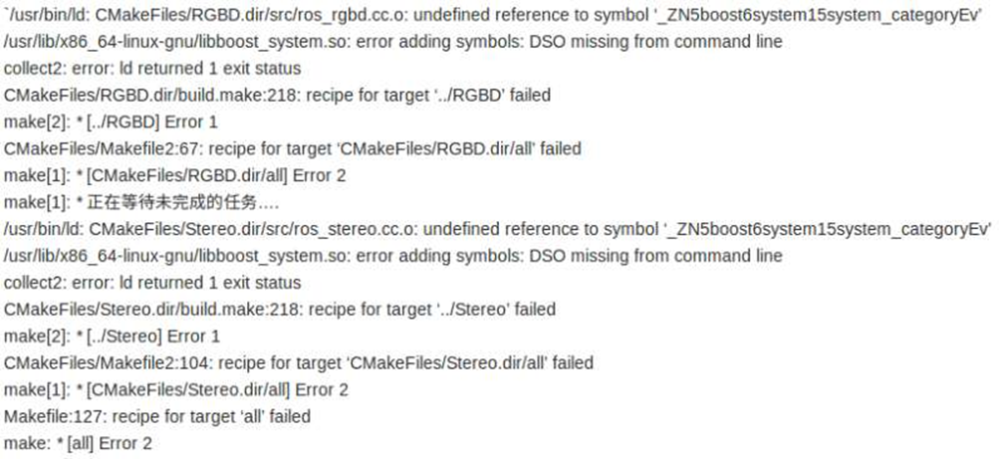 `/usr/bin/ld: CMakeFiles/RGBD.dir/src/ros_rgbd.cc.o: undefined reference to symbol ‘_ZN5boost6system15system_categoryEv’
/usr/lib/x86_64-linux-gnu/libboost_system.so: error adding symbols: DSO missing from command line
collect2: error: ld returned 1 exit status
CMakeFiles/RGBD.dir/build.make:218: recipe for target ‘../RGBD’ failed
make[2]: * [../RGBD] Error 1
CMakeFiles/Makefile2:67: recipe for target ‘CMakeFiles/RGBD.dir/all’ failed
make[1]: * [CMakeFiles/RGBD.dir/all] Error 2
make[1]: * 正在等待未完成的任务....
/usr/bin/ld: CMakeFiles/Stereo.dir/src/ros_stereo.cc.o: undefined reference to symbol ‘_ZN5boost6system15system_categoryEv’
/usr/lib/x86_64-linux-gnu/libboost_system.so: error adding symbols: DSO missing from command line
collect2: error: ld returned 1 exit status
CMakeFiles/Stereo.dir/build.make:218: recipe for target ‘../Stereo’ failed
make[2]: * [../Stereo] Error 1
CMakeFiles/Makefile2:104: recipe for target ‘CMakeFiles/Stereo.dir/all’ failed
make[1]: * [CMakeFiles/Stereo.dir/all] Error 2
Makefile:127: recipe for target ‘all’ failed
make: * [all] Error 2